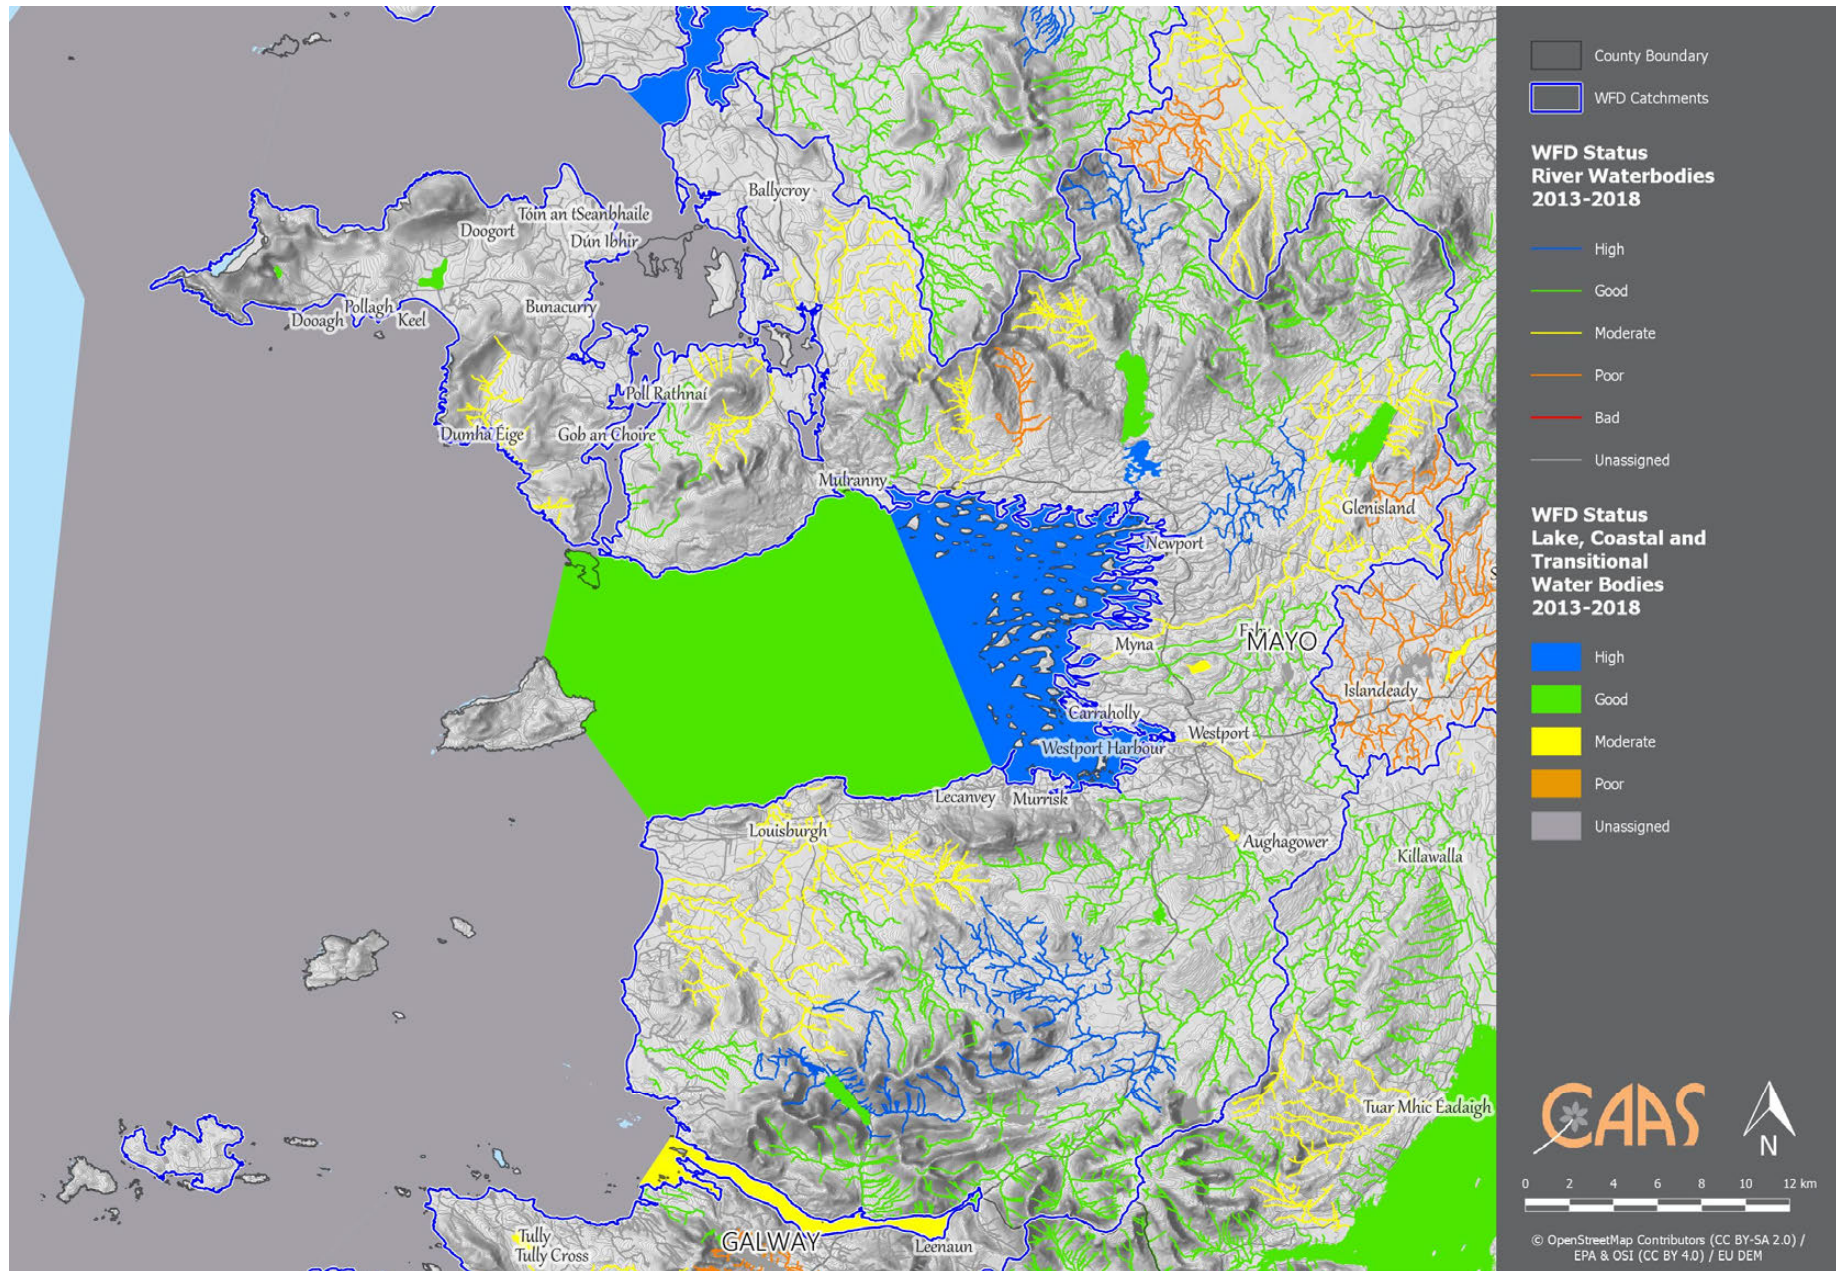 Ballycroy
Tóin an tSeanbhaile
Doogort
Dún Ibhir
Bunacurry
Pollagh
Dooagh
Keel
Poll Rathnaí
Dumha Éige
Gob an Choire
Mulranny
Glenisland
Newport
Myna
MAYO
Islandeady
Carraholly
Westport
Westport Harbour
Lecanvey
Murrisk
Louisburgh
Aughagower
Killawalla
Tuar Mhic Éadaigh
Tully
Tully Cross
GALWAY
Leenaun
County Boundary
WFD Catchments
WFD Status
River Waterbodies
2013-2018
High
Good
Moderate
Poor
Bad
Unassigned
WFD Status
Lake, Coastal and
Transitional
Water Bodies
2013-2018
High
Good
Moderate
Poor
Unassigned
CAAS
N
0 2 4 6 8 10 12 km
© OpenStreetMap Contributors (CC BY-SA 2.0) /
EPA & OSI (CC BY 4.0) / EU DEM